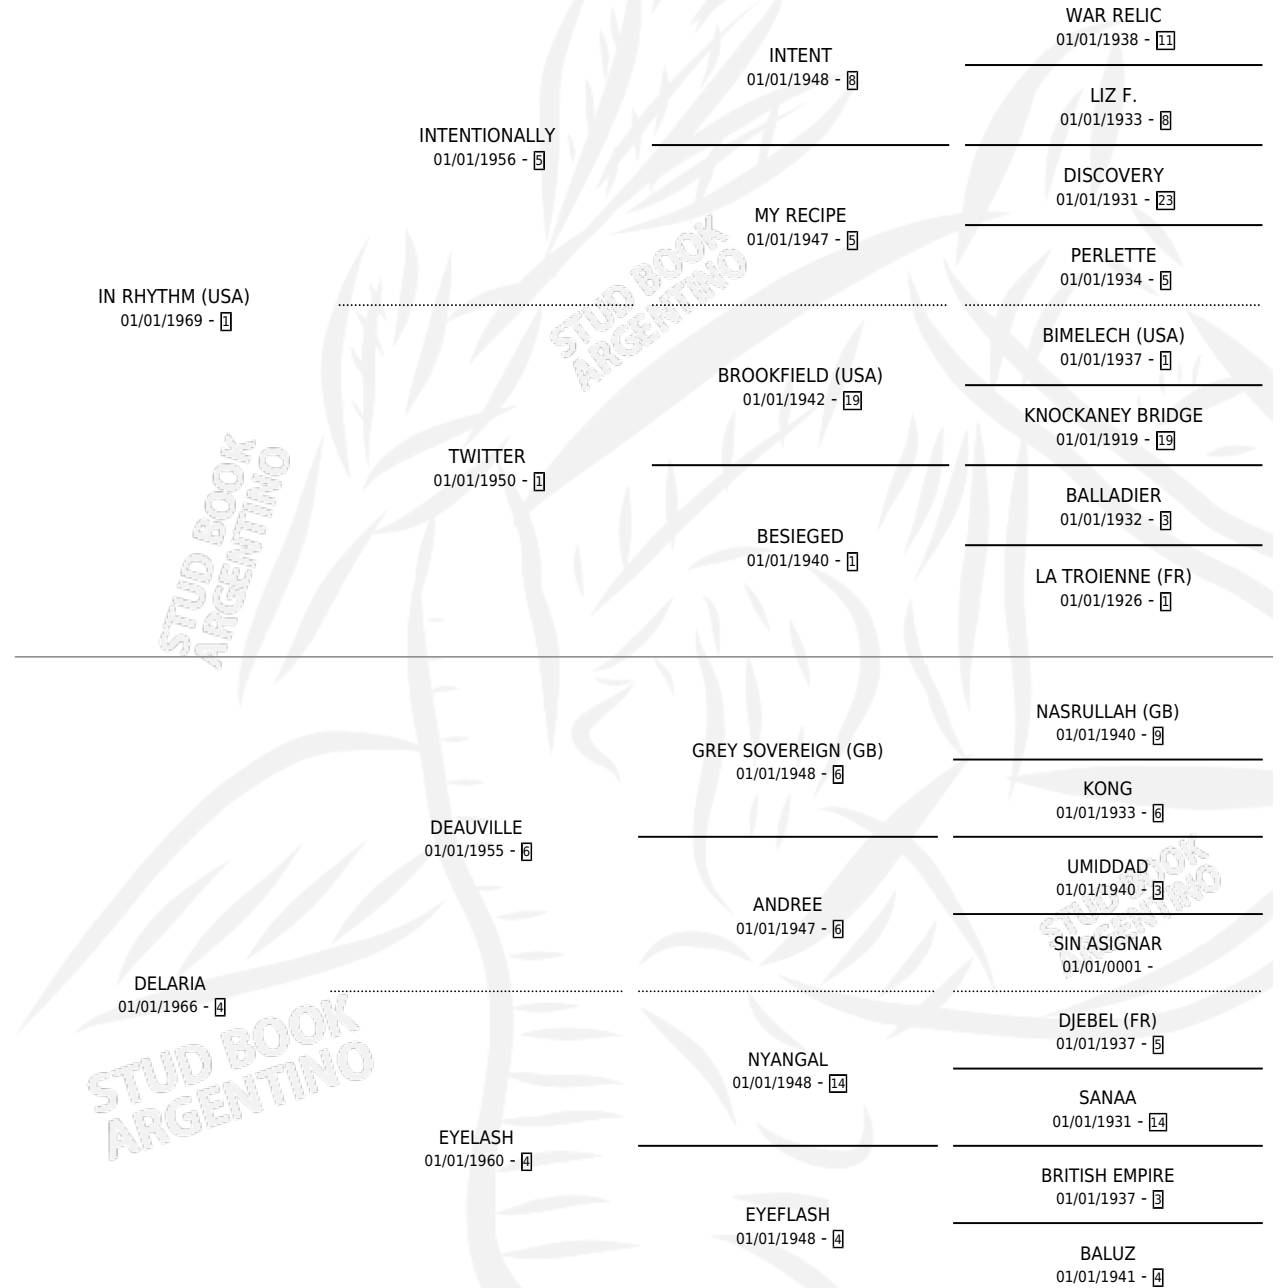 WAR RELIC
01/01/1938 - 11
INTENT
01/01/1948 - 8
LIZ F.
01/01/1933 - 8
INTENTIONALLY
01/01/1956 - 5
DISCOVERY
01/01/1931 - 23
MY RECIPE
01/01/1947 - 5
PERLETTE
01/01/1934 - 5
IN RHYTHM (USA)
01/01/1969 - 1
BIMELECH (USA)
01/01/1937 - 1
BROOKFIELD (USA)
01/01/1942 - 19
KNOCKANEY BRIDGE
01/01/1919 - 19
TWITTER
01/01/1950 - 1
BALLADIER
01/01/1932 - 3
BESIEGED
01/01/1940 - 1
LA TROIENNE (FR)
01/01/1926 - 1
NASRULLAH (GB)
01/01/1940 - 9
GREY SOVEREIGN (GB)
01/01/1948 - 6
KONG
01/01/1933 - 6
DEAUVILLE
01/01/1955 - 6
UMIDDAD
01/01/1940 - 3
ANDREE
01/01/1947 - 6
SIN ASIGNAR
01/01/0001 -
DELARIA
01/01/1966 - 4
DJEBEL (FR)
01/01/1937 - 5
NYANGAL
01/01/1948 - 14
SANAA
01/01/1931 - 14
EYELASH
01/01/1960 - 4
BRITISH EMPIRE
01/01/1937 - 3
EYEFLASH
01/01/1948 - 4
BALUZ
01/01/1941 - 4
STUD BOOK
ARGENTINO
STUD BOOK
ARGENTINO
STUD BOOK
ARGENTINO
STUD BOOK
ARGENTINO